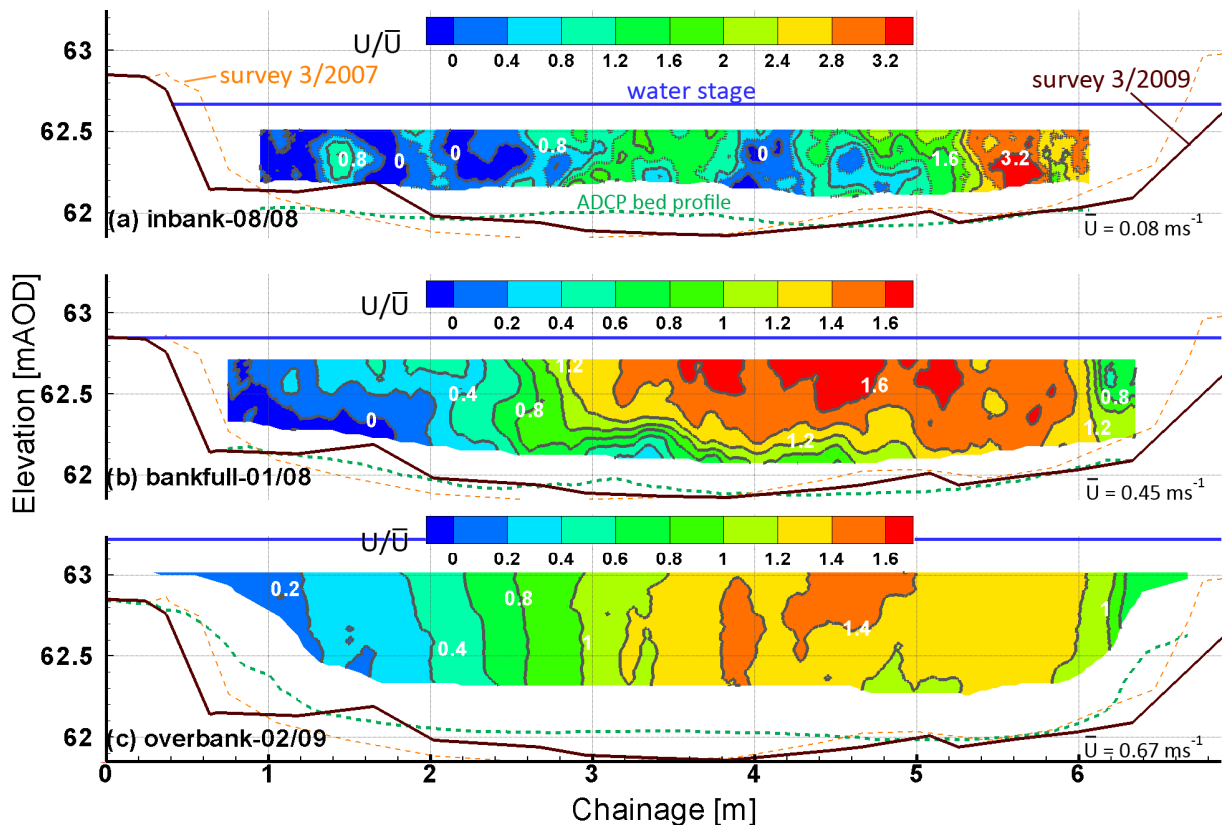 U/Ū
0 0.4 0.8 1.2 1.6 2 2.4 2.8 3.2
63
survey 3/2007
water stage
survey 3/2009
62.5
0.8 0 0 0.8 0 1.6 3.2
62
ADCP bed profile
(a) inbank-08/08
Ū = 0.08 ms⁻¹
U/Ū
0 0.2 0.4 0.6 0.8 1 1.2 1.4 1.6
63
1.2
0.4 1.6
62.5
0 0.8 1.2 1.2 0.8
62
(b) bankfull-01/08
Ū = 0.45 ms⁻¹
Elevation [mAOD]
U/Ū
0 0.2 0.4 0.6 0.8 1 1.2 1.4 1.6
63
0.2 0.8 1
0.4 1 1.4
62.5
62
(c) overbank-02/09
Ū = 0.67 ms⁻¹
0 1 2 3 4 5 6
Chainage [m]